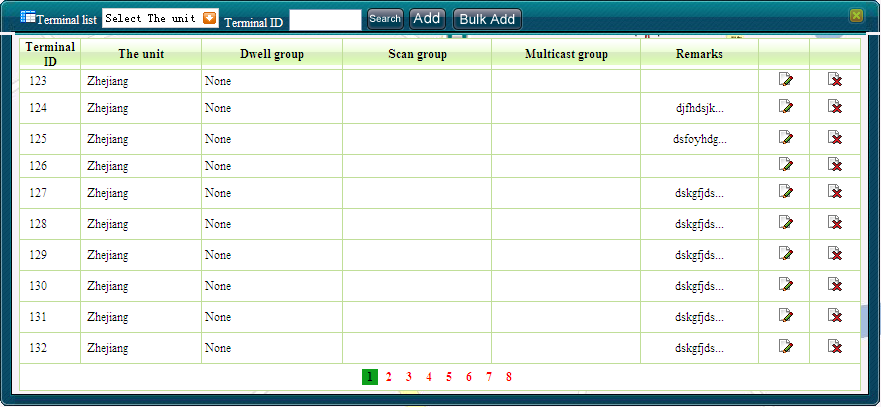 Terminal list Select The unit Terminal ID Search Add Bulk Add
Terminal ID The unit Dwell group Scan group Multicast group Remarks
123 Zhejiang None
124 Zhejiang None djfhdsjk...
125 Zhejiang None dsfoyhdg...
126 Zhejiang None
127 Zhejiang None dskgfjds...
128 Zhejiang None dskgfjds...
129 Zhejiang None dskgfjds...
130 Zhejiang None dskgfjds...
131 Zhejiang None dskgfjds...
132 Zhejiang None dskgfjds...
1 2 3 4 5 6 7 8